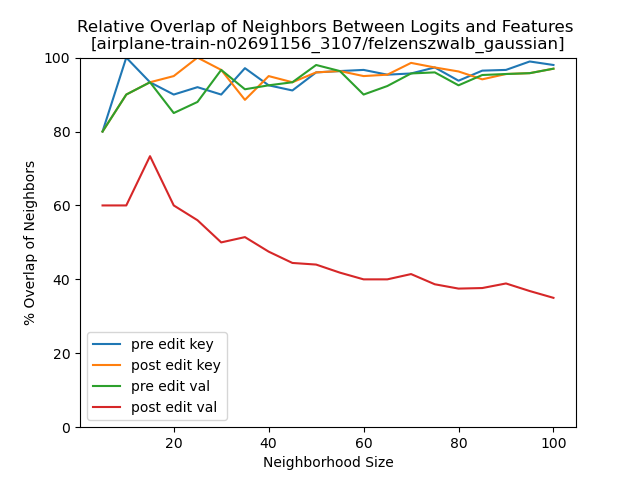 Relative Overlap of Neighbors Between Logits and Features
[airplane-train-n02691156_3107/felzenszwalb_gaussian]
100
80
60
40
20
0
% Overlap of Neighbors
pre edit key
post edit key
pre edit val
post edit val
20 40 60 80 100
Neighborhood Size